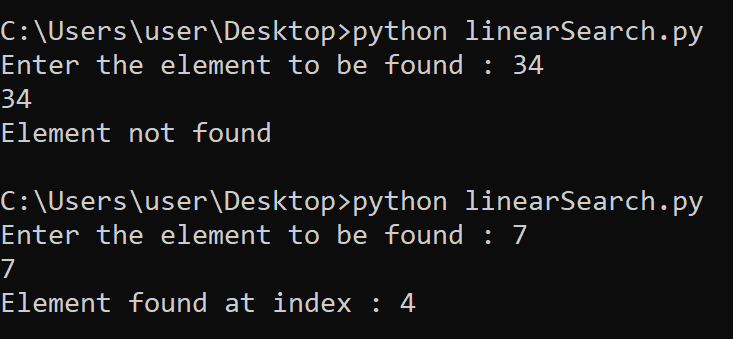 C:\Users\user\Desktop>python linearSearch.py
Enter the element to be found : 34
34
Element not found
C:\Users\user\Desktop>python linearSearch.py
Enter the element to be found : 7
7
Element found at index : 4